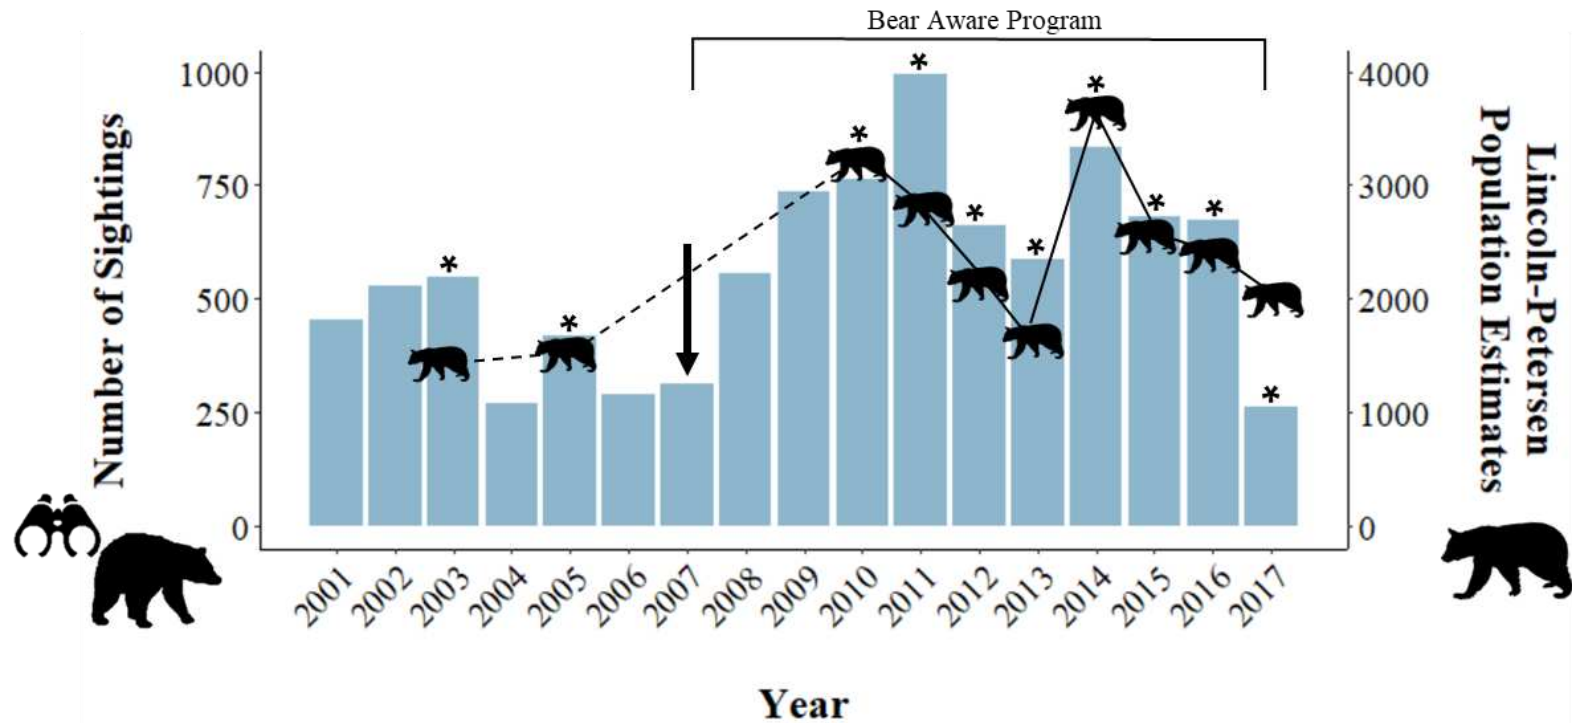 Bear Aware Program
1000
750
500
250
0
Number of Sightings
4000
3000
2000
1000
0
Lincoln-Petersen
Population Estimates
* * * * * * * * * *
2001 2002 2003 2004 2005 2006 2007 2008 2009 2010 2011 2012 2013 2014 2015 2016 2017
Year